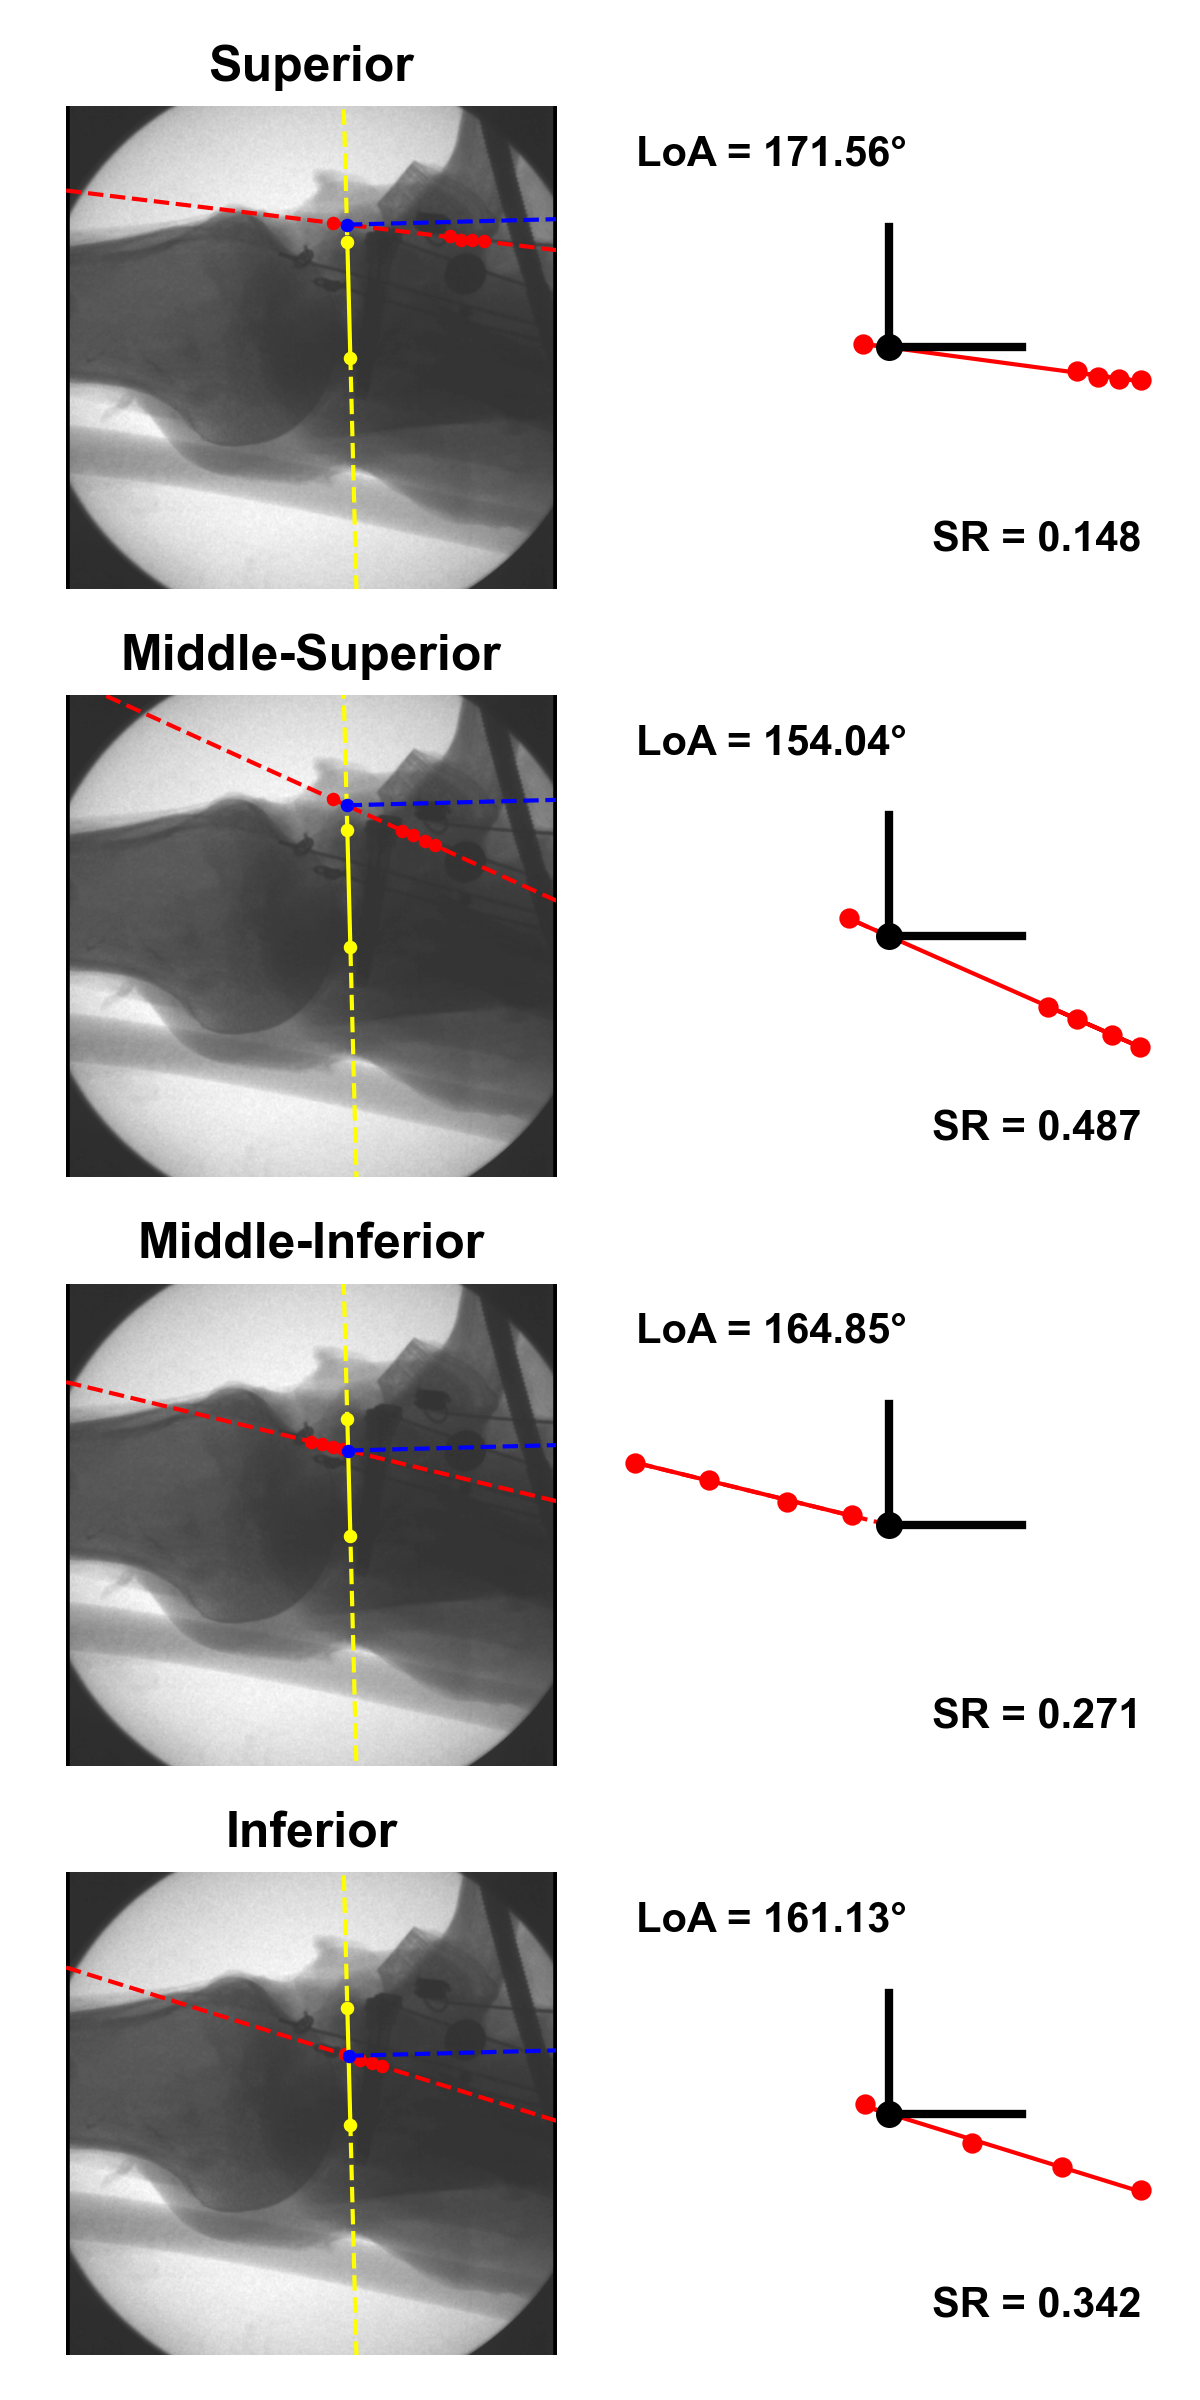 Superior
LoA = 171.56°
SR = 0.148
Middle-Superior
LoA = 154.04°
SR = 0.487
Middle-Inferior
LoA = 164.85°
SR = 0.271
Inferior
LoA = 161.13°
SR = 0.342